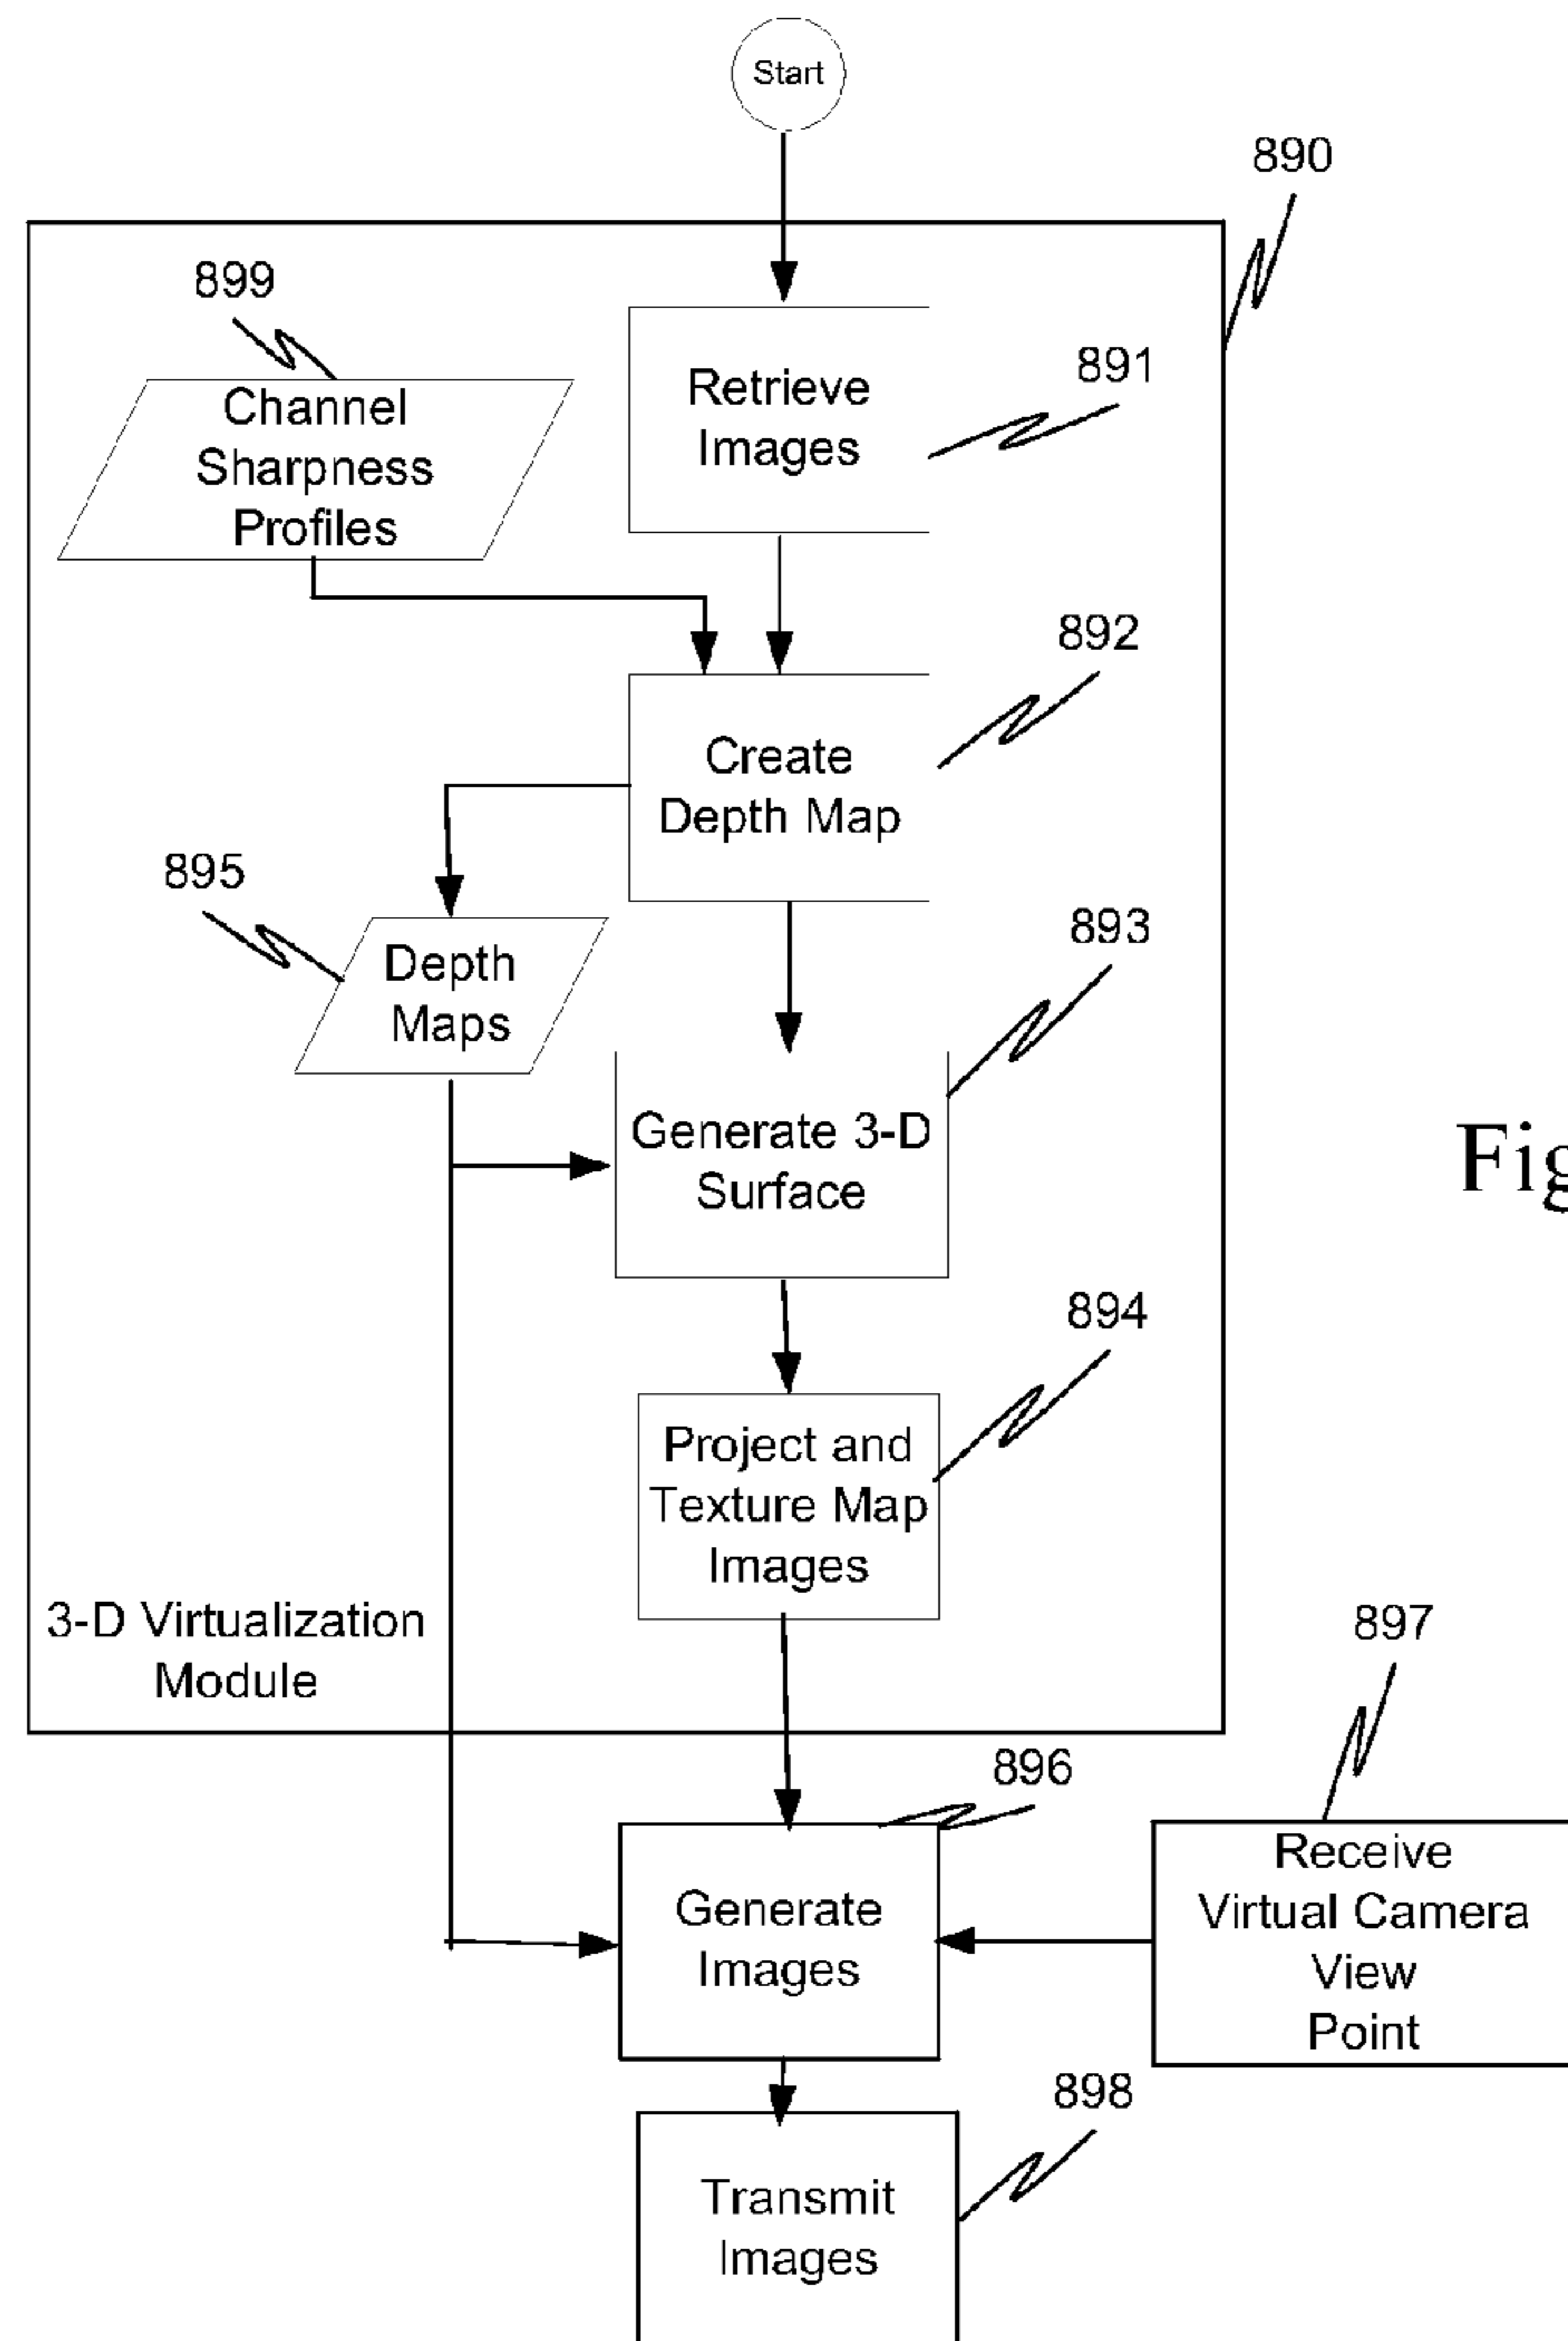 Start
890
899
Channel
Sharpness
Profiles
Retrieve
Images
891
892
Create
Depth Map
895
Depth
Maps
893
Generate 3-D
Surface
Fig
894
Project and
Texture Map
Images
3-D Virtualization
Module
897
896
Generate
Images
Receive
Virtual Camera
View
Point
898
Transmit
Images